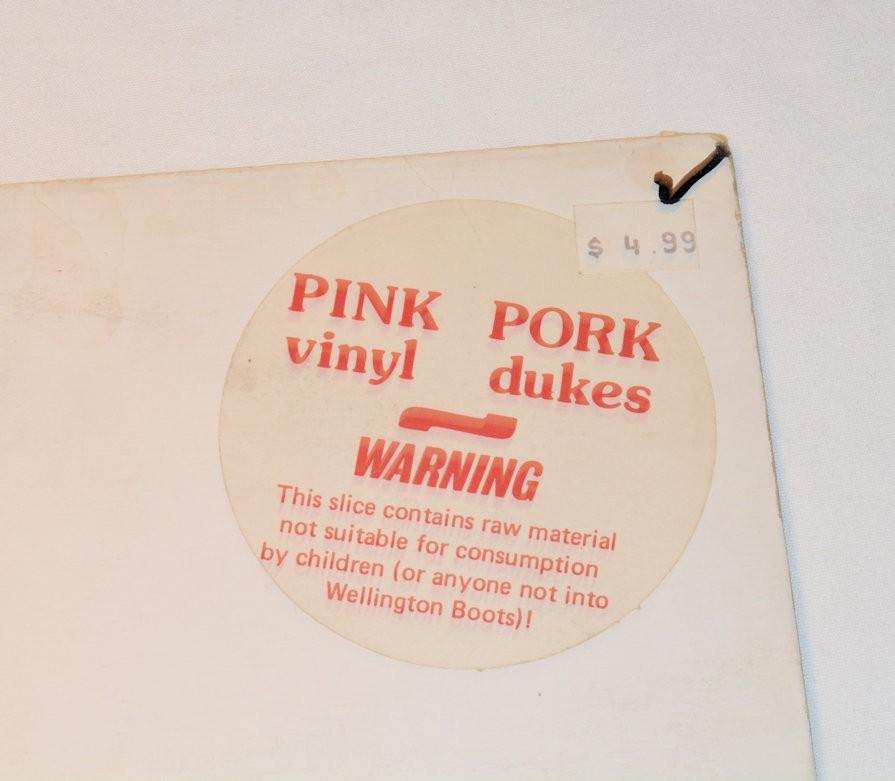 $ 4.99
PINK PORK
vinyl dukes
WARNING
This slice contains raw material
not suitable for consumption
by children (or anyone not into
Wellington Boots)!